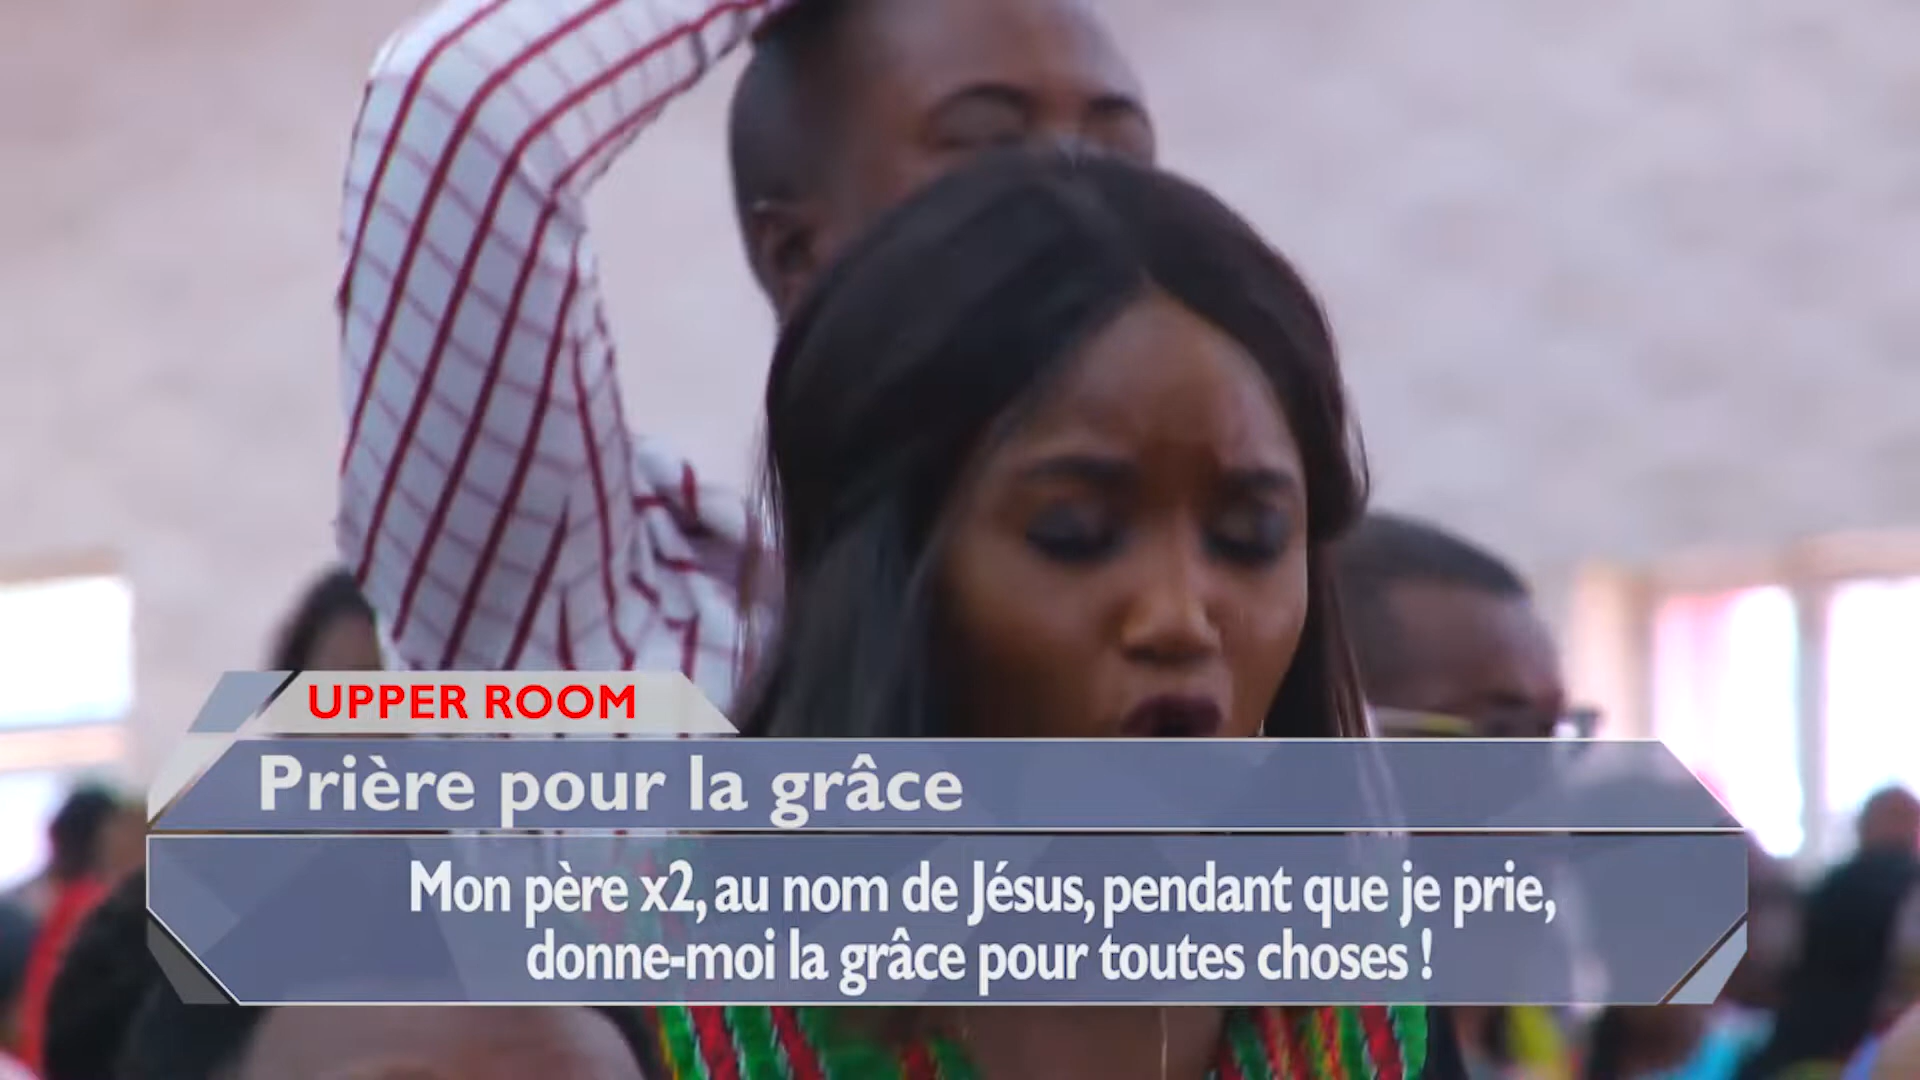 UPPER ROOM
Prière pour la grâce
Mon père x2, au nom de Jésus, pendant que je prie,
donne-moi la grâce pour toutes choses !